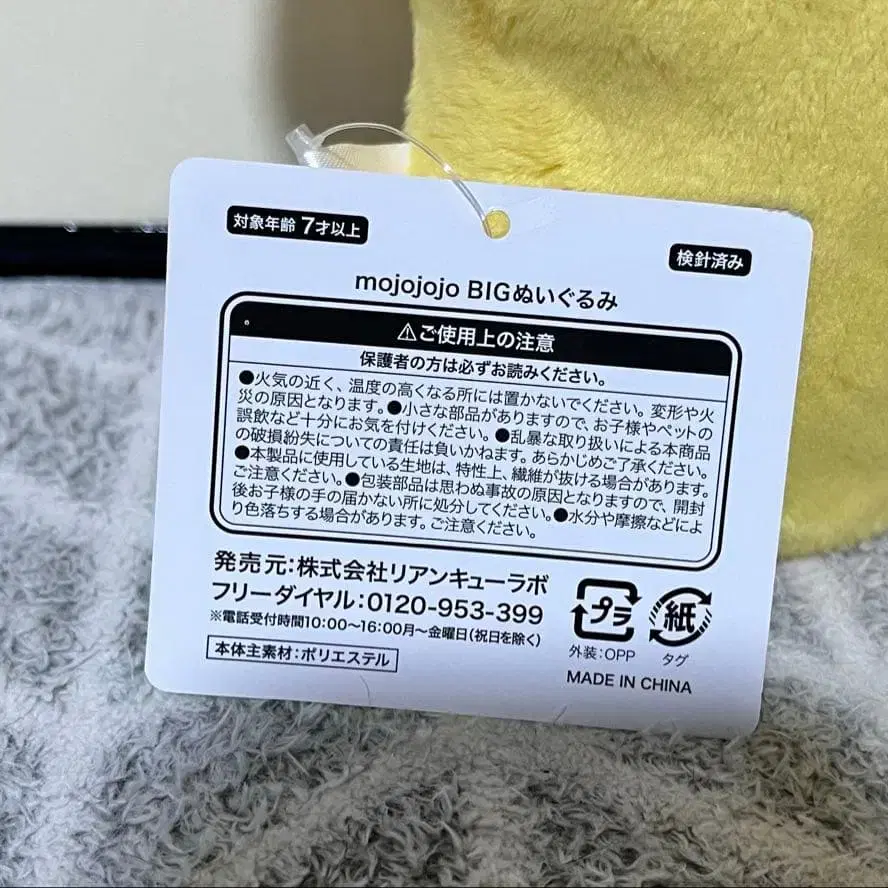 対象年齢 7才以上
検針済み
mojojojo BIGぬいぐるみ
⚠ご使用上の注意
保護者の方は必ずお読みください。
●火気の近く、温度の高くなる所には置かないでください。変形や火
災の原因となります。●小さな部品がありますので、お子様やペットの
誤飲など十分にお気を付けください。●乱暴な取り扱いによる本商品
の破損紛失についての責任は負いかねます。あらかじめご了承ください。
●本製品に使用している生地は、特性上、繊維が抜ける場合があります。
ご注意ください。●包装部品は思わぬ事故の原因となりますので、開封
後お子様の手の届かない所に処分してください。●水分や摩擦などによ
り色落ちする場合があります。ご注意ください。
発売元:株式会社リアンキューラボ
フリーダイヤル:0120-953-399
※電話受付時間10:00〜16:00月〜金曜日(祝日を除く)
本体主素材:ポリエステル
プラ
紙
外装:OPP
タグ
MADE IN CHINA